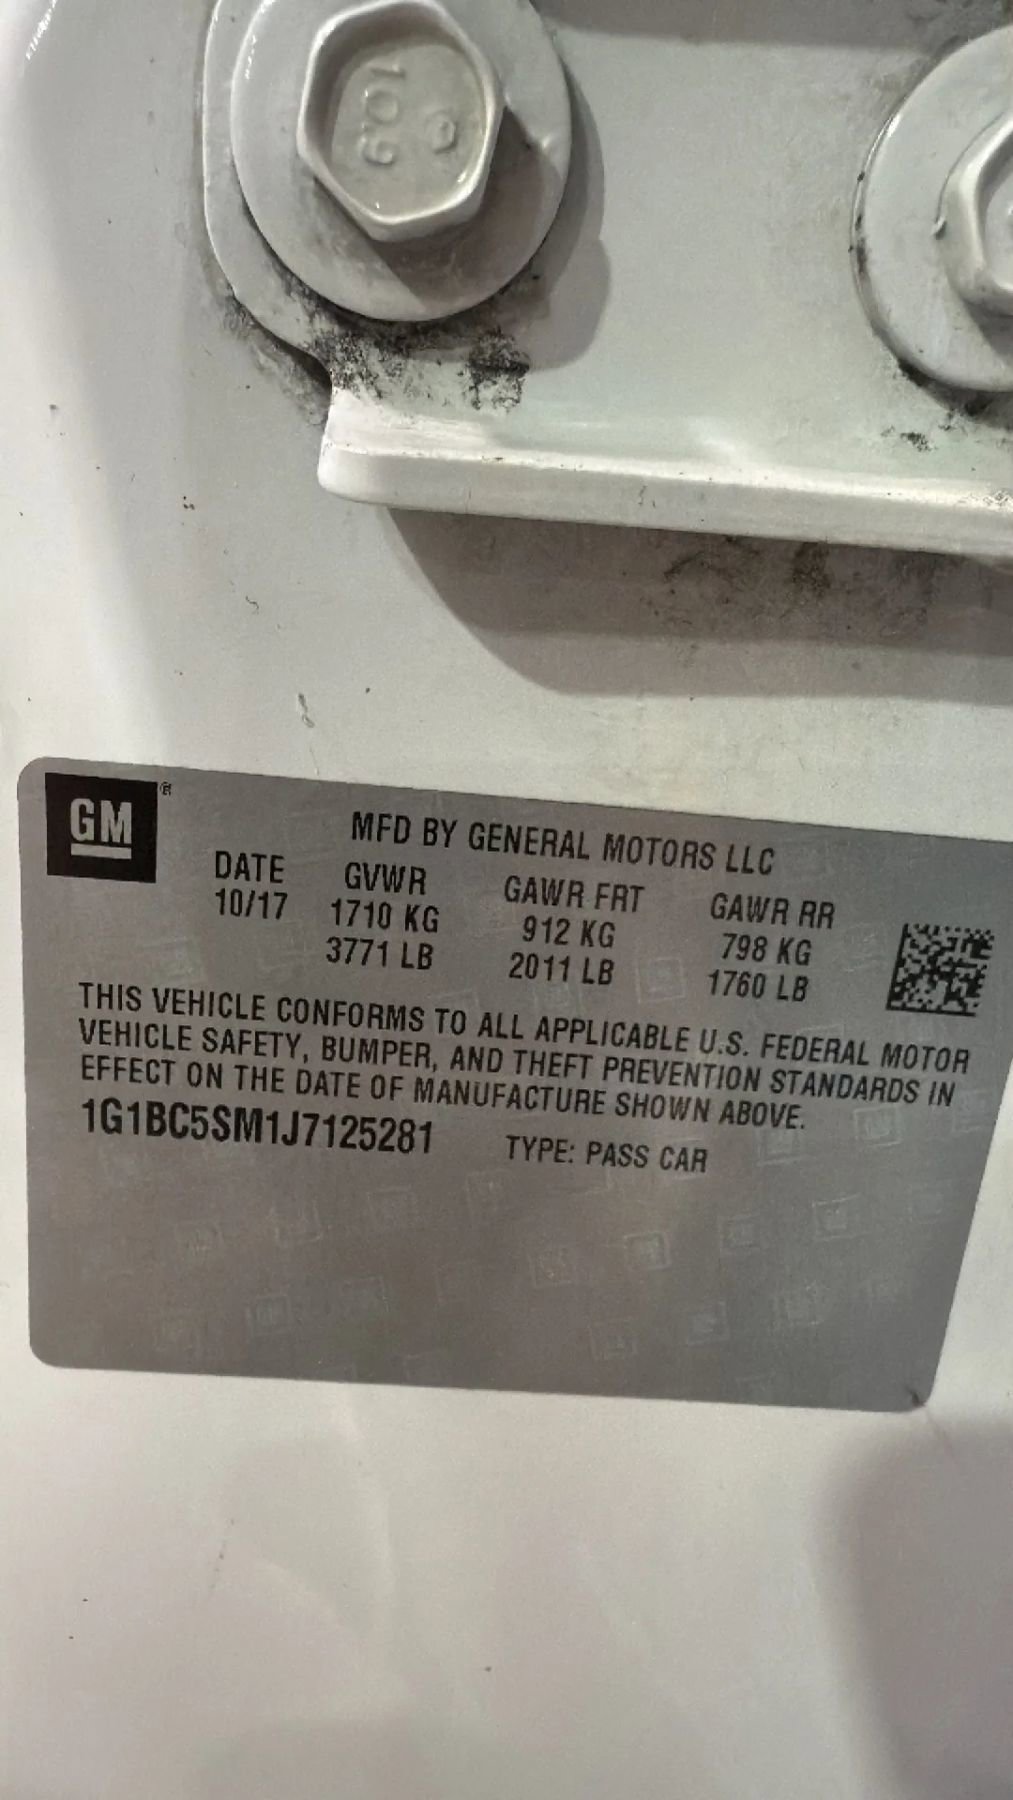 10.9
GM®
MFD BY GENERAL MOTORS LLC
DATE GVWR GAWR FRT GAWR RR
10/17 1710 KG 912 KG 798 KG
3771 LB 2011 LB 1760 LB
THIS VEHICLE CONFORMS TO ALL APPLICABLE U.S. FEDERAL MOTOR
VEHICLE SAFETY, BUMPER, AND THEFT PREVENTION STANDARDS IN
EFFECT ON THE DATE OF MANUFACTURE SHOWN ABOVE.
1G1BC5SM1J7125281 TYPE: PASS CAR